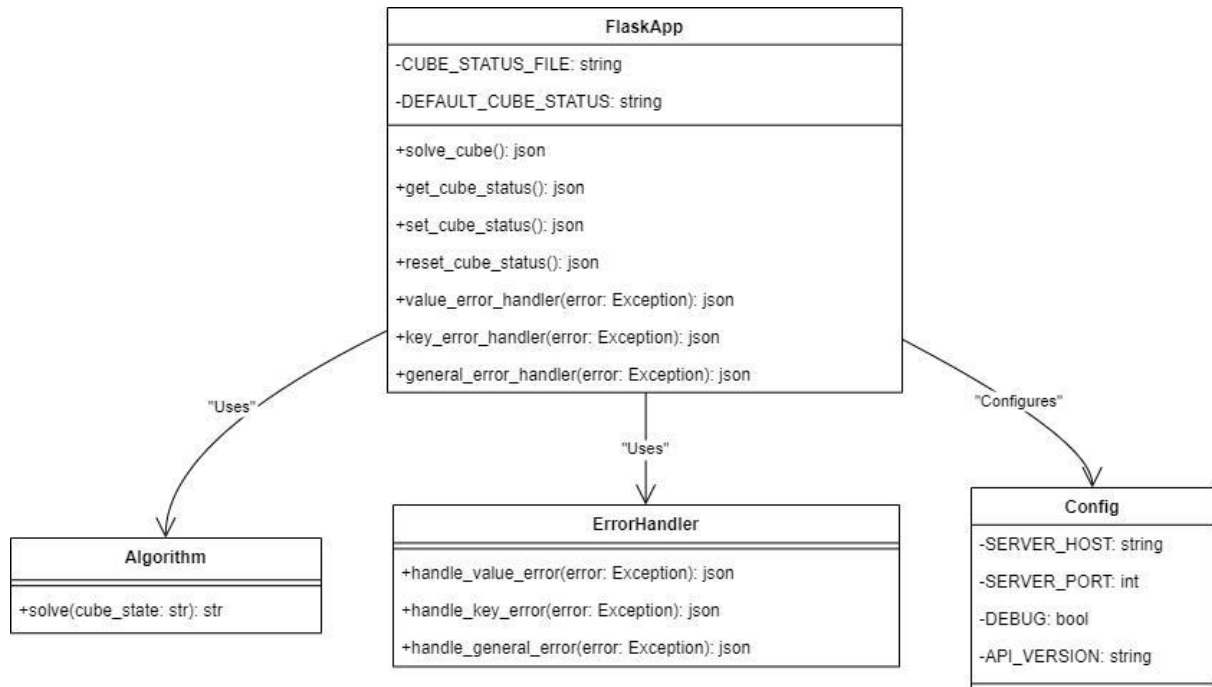 FlaskApp
-CUBE_STATUS_FILE: string
-DEFAULT_CUBE_STATUS: string
+solve_cube(): json
+get_cube_status(): json
+set_cube_status(): json
+reset_cube_status(): json
+value_error_handler(error: Exception): json
+key_error_handler(error: Exception): json
+general_error_handler(error: Exception): json
"Uses"
"Uses"
"Configures"
Algorithm
+solve(cube_state: str): str
ErrorHandler
+handle_value_error(error: Exception): json
+handle_key_error(error: Exception): json
+handle_general_error(error: Exception): json
Config
-SERVER_HOST: string
-SERVER_PORT: int
-DEBUG: bool
-API_VERSION: string